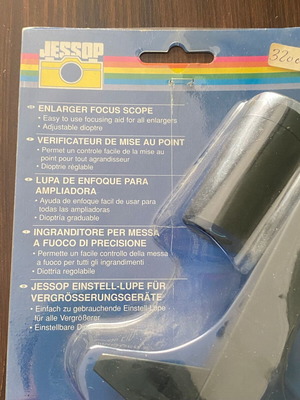 JESSOP
3200
ENLARGER FOCUS SCOPE
• Easy to use focusing aid for all enlargers
• Adjustable dioptre
VERIFICATEUR DE MISE AU POINT
• Permet un controle facile de la mise au
point pour tout agrandisseur
• Dioptrie réglable
LUPA DE ENFOQUE PARA
AMPLIADORA
• Ayuda de enfoque facil de usar para
todas las ampliadoras
• Dioptria graduable
INGRANDITORE PER MESSA
A FUOCO DI PRECISIONE
• Permette un facile controllo della messa
a fuoco per tutti gli ingrandimenti
• Diottria regolabile
JESSOP EINSTELL-LUPE FÜR
VERGRÖSSERUNGSGERÄTE
• Einfach zu gebrauchende Einstell-Lupe
für alle Vergrößerer
• Einstellbare